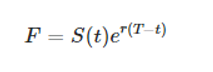 F = S(t)e^{r(T−t)}